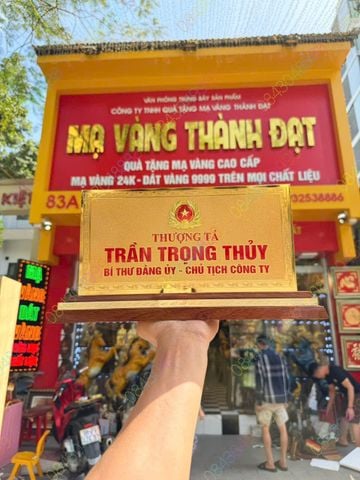 VĂN PHÒNG TRƯNG BÀY SẢN PHẨM
CÔNG TY TNHH QUÀ TẶNG MẠ VÀNG THÀNH ĐẠT
MẠ VÀNG THÀNH ĐẠT
QUÀ TẶNG MẠ VÀNG CAO CẤP
MẠ VÀNG 24K - DÁT VÀNG 9999 TRÊN MỌI CHẤT LIỆU
83A
32538886
THƯỢNG TÁ
TRẦN TRỌNG THỦY
BÍ THƯ ĐẢNG ỦY - CHỦ TỊCH CÔNG TY